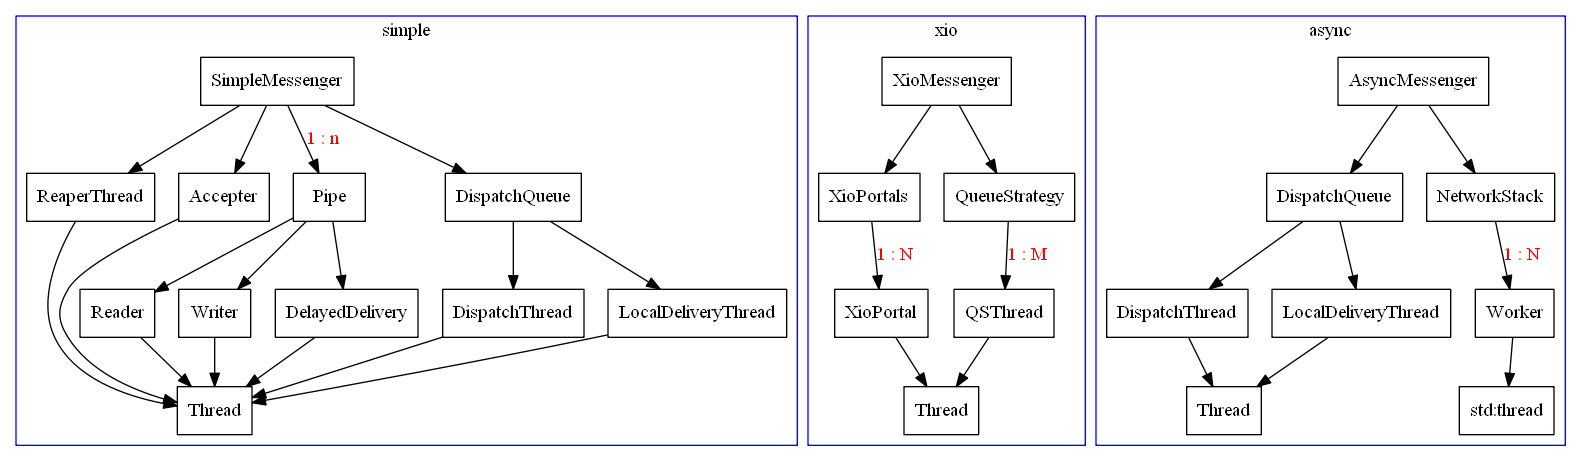 simple
SimpleMessenger
1 : n
ReaperThread
Accepter
Pipe
DispatchQueue
Reader
Writer
DelayedDelivery
DispatchThread
LocalDeliveryThread
Thread
xio
XioMessenger
XioPortals
QueueStrategy
1 : N
1 : M
XioPortal
QSThread
Thread
async
AsyncMessenger
DispatchQueue
NetworkStack
1 : N
DispatchThread
LocalDeliveryThread
Worker
Thread
std:thread